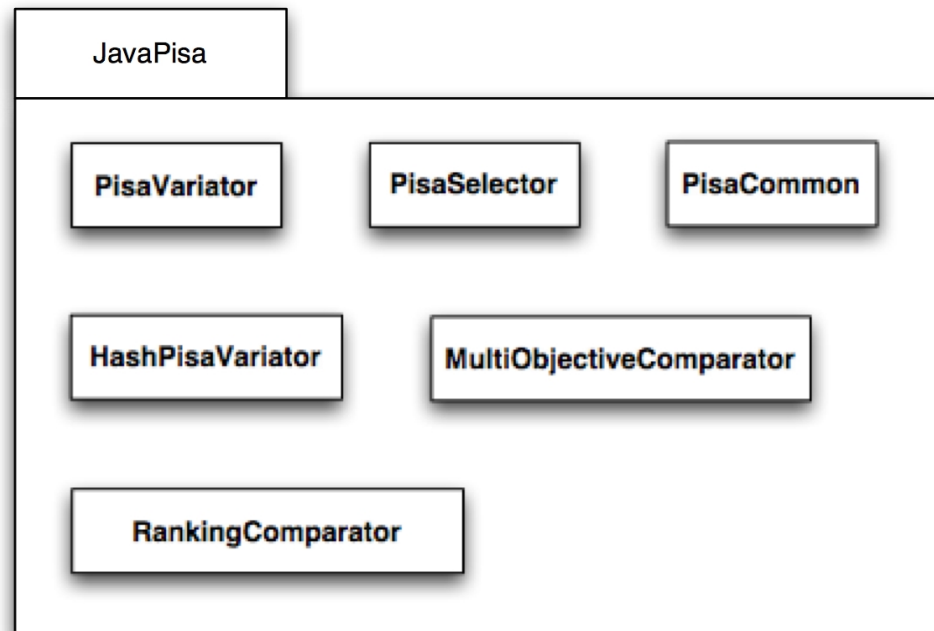 JavaPisa
PisaVariator
PisaSelector
PisaCommon
HashPisaVariator
MultiObjectiveComparator
RankingComparator